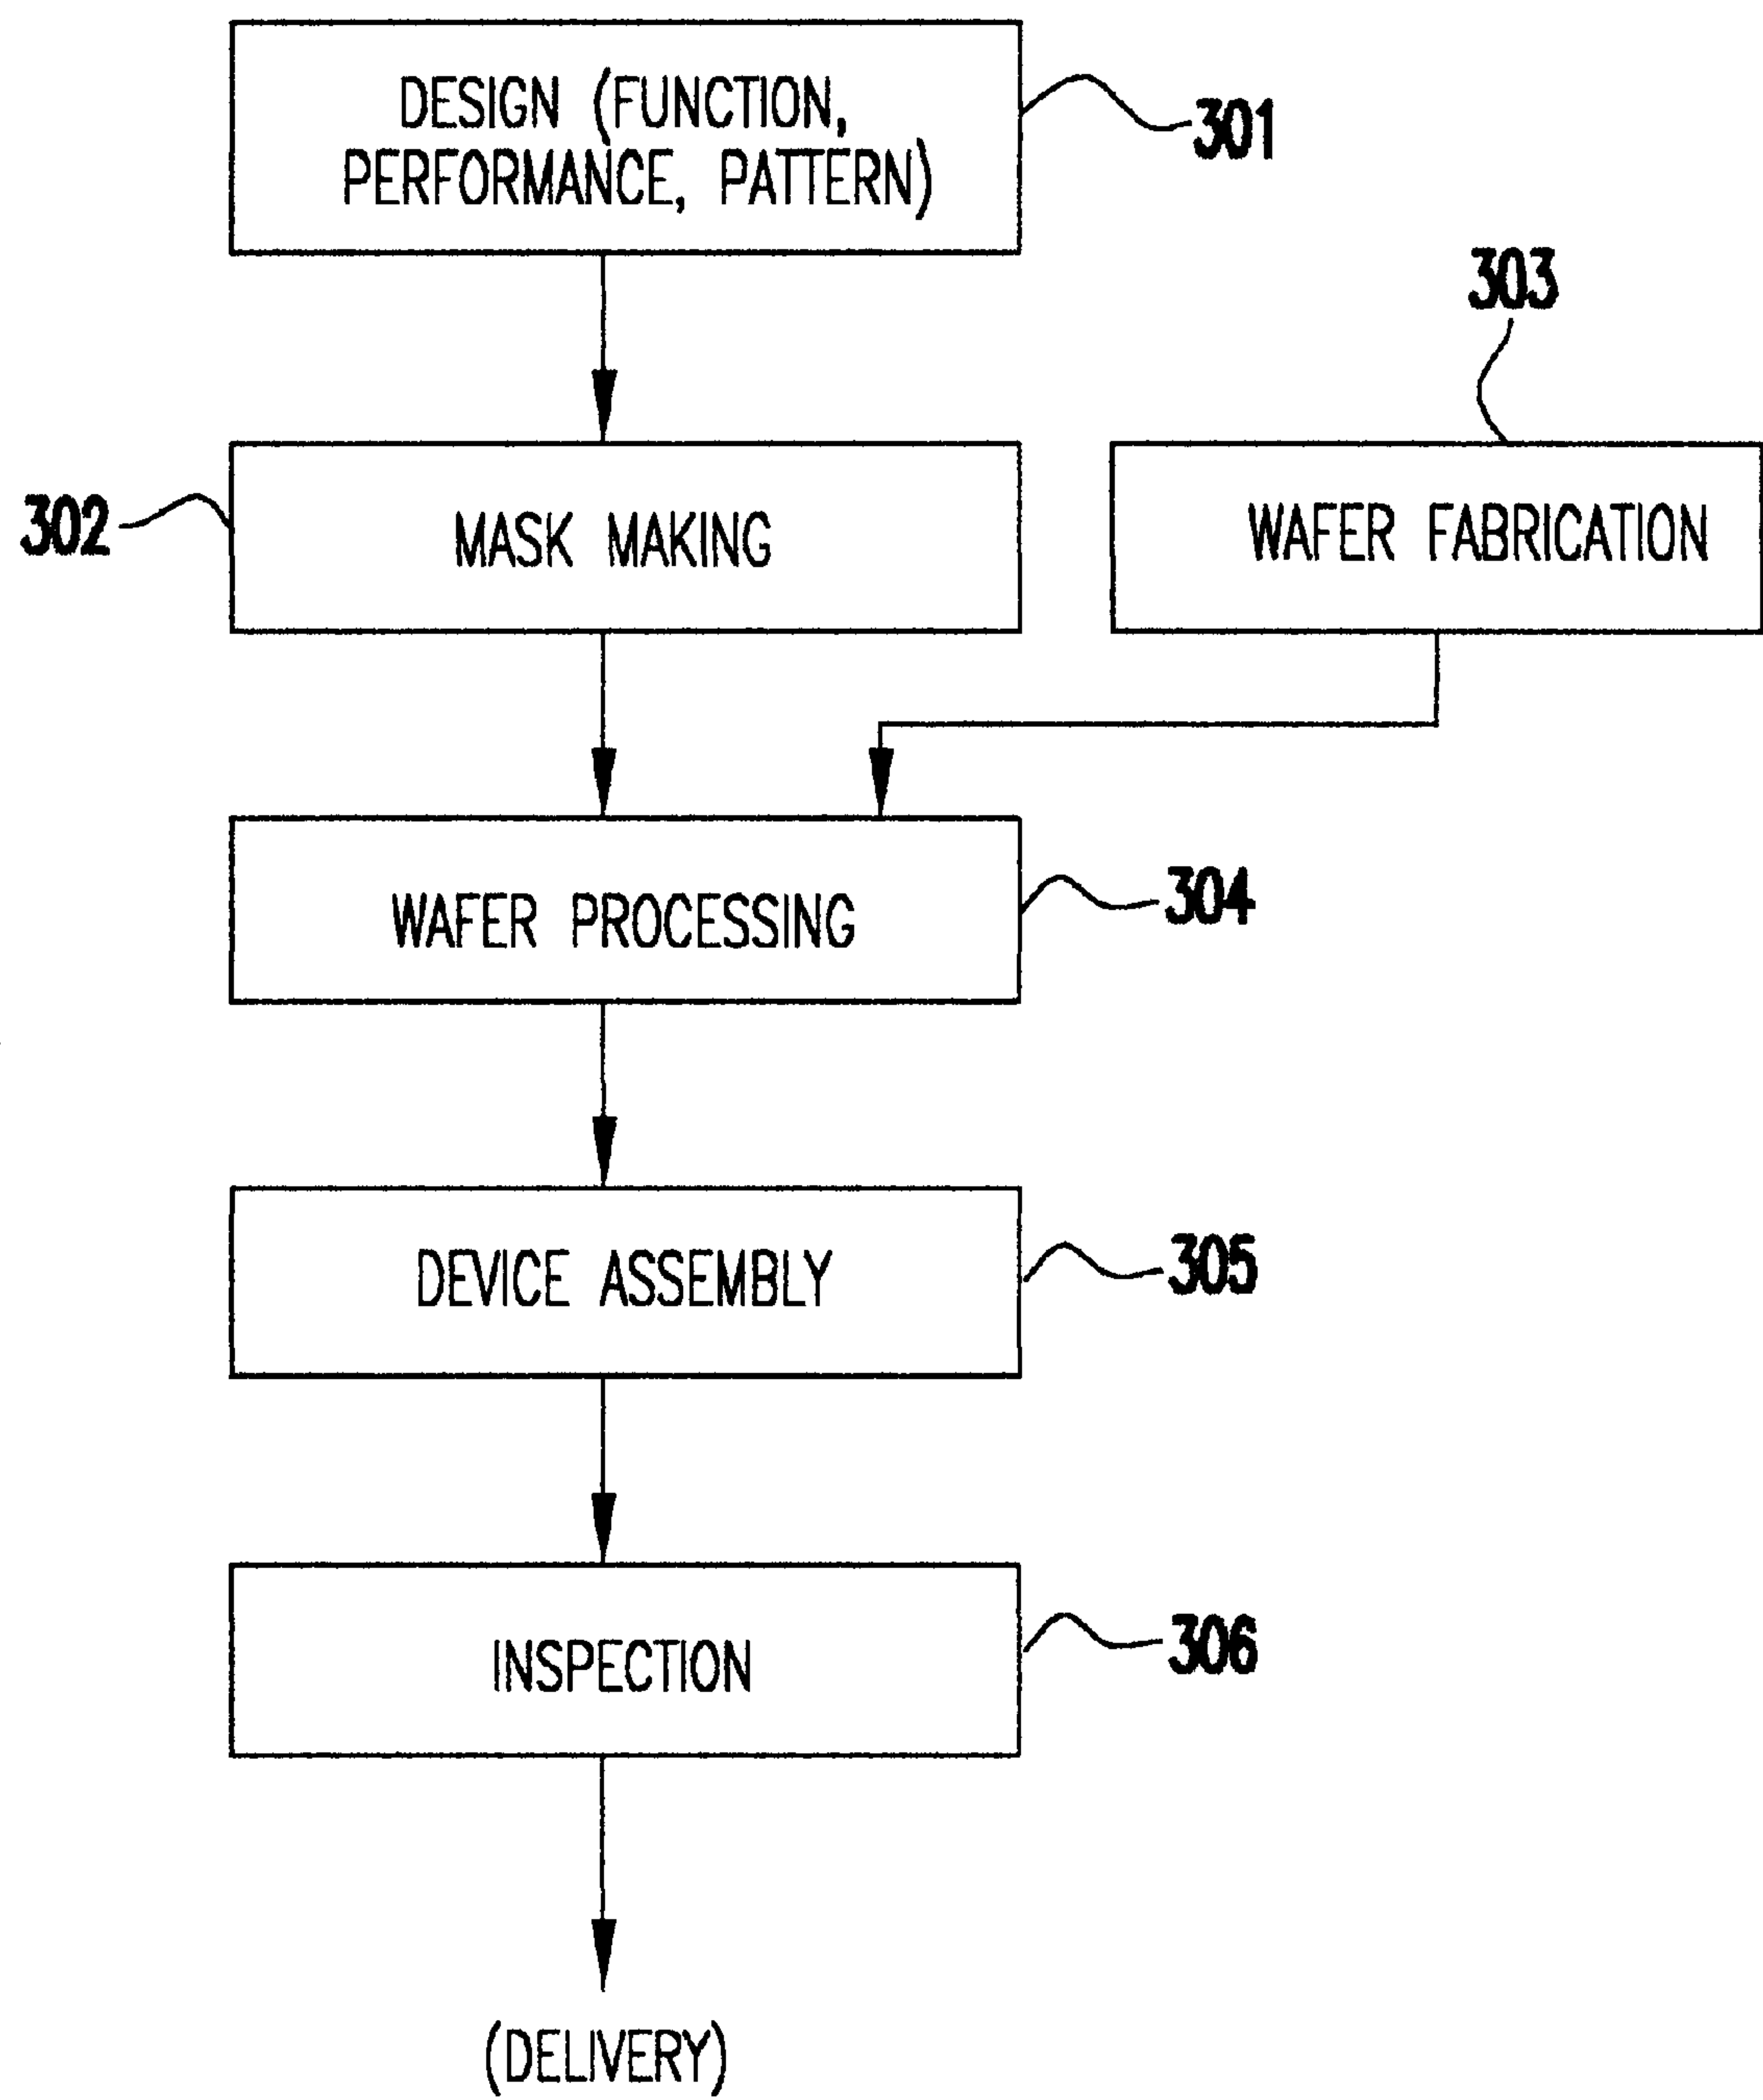 DESIGN (FUNCTION,
PERFORMANCE, PATTERN)
301
303
302
MASK MAKING
WAFER FABRICATION
WAFER PROCESSING
304
DEVICE ASSEMBLY
305
INSPECTION
306
(DELIVERY)